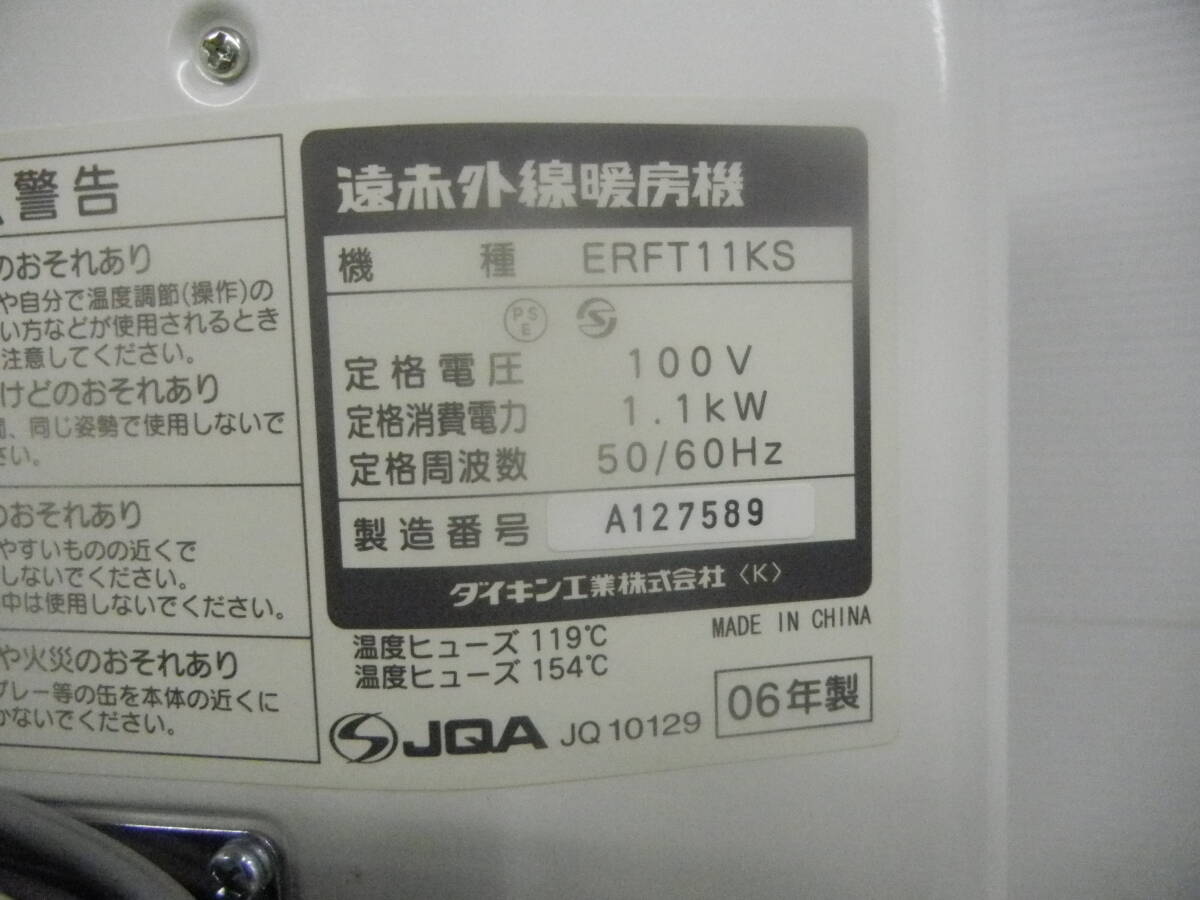 警告
のおそれあり
や自分で温度調節(操作)の
い方などが使用されるとき
注意してください。
けどのおそれあり
、同じ姿勢で使用しないで
さい。
のおそれあり
やすいものの近くで
しないでください。
中は使用しないでください。
や火災のおそれあり
プレー等の缶を本体の近くに
かないでください。
遠赤外線暖房機
機 種 ERFT11KS
PS E S
定格電圧 100V
定格消費電力 1.1kW
定格周波数 50/60Hz
製造番号 A127589
ダイキン工業株式会社〈K〉
温度ヒューズ 119℃
温度ヒューズ 154℃
MADE IN CHINA
JQA JQ10129
06年製